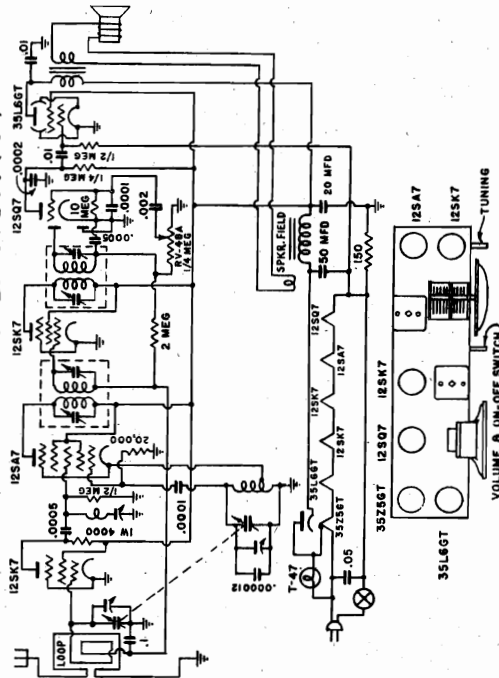 .01
35L6GT
.0002
.01
1/2 MEG
1/4 MEG
12SQ7
10 MEG
.0001
.002
.0005
RV-48A
1/4 MEG
SPKR. FIELD
20 MFD
50 MFD
150
12SK7
2 MEG
12SA7
20,000
1/2 MEG
.0005
1W 4000
.0001
12SK7
LOOP
.1
.000012
T-47
.05
35Z5GT
35L6GT
12SK7
12SK7
12SA7
12SQ7
12SA7
12SK7
TUNING
12SK7
12SQ7
35Z5GT
35L6GT
VOLUME & ON-OFF SWITCH